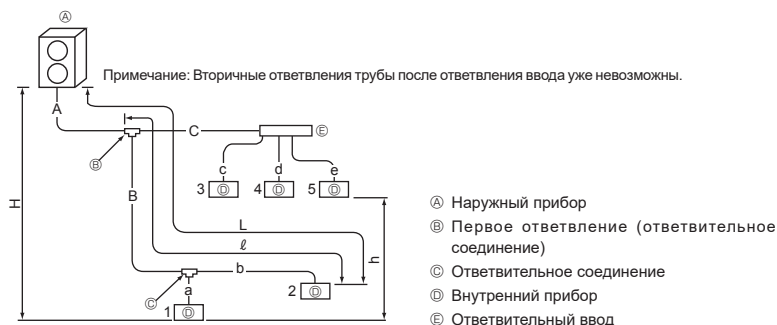 Ⓐ
Примечание: Вторичные ответвления трубы после ответвления ввода уже невозможны.
A
C
Ⓔ
Ⓑ
c
d
e
3 Ⓓ
4 Ⓓ
5 Ⓓ
B
H
L
ℓ
h
b
a
2 Ⓓ
Ⓒ
1 Ⓓ
Ⓐ Наружный прибор
Ⓑ Первое ответвление (ответвительное
соединение)
Ⓒ Ответвительное соединение
Ⓓ Внутренний прибор
Ⓔ Ответвительный ввод